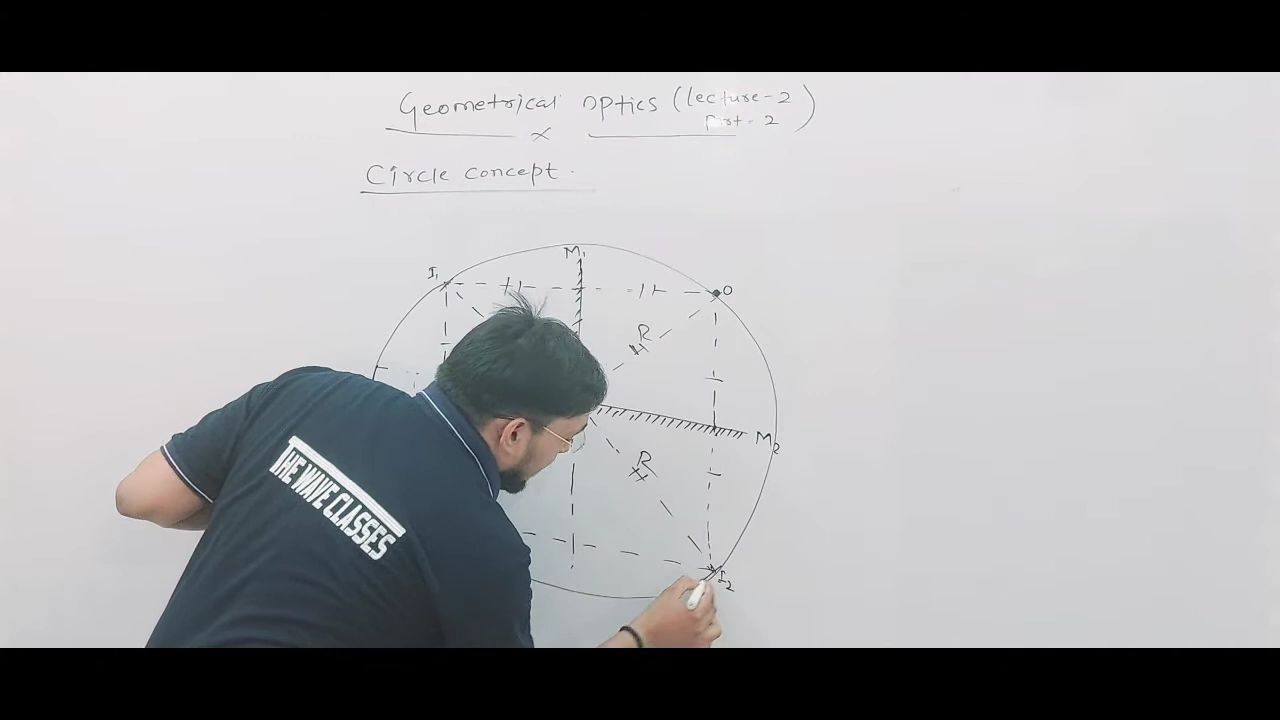 Geometrical optics (lecture-2
part-2)
Circle concept.
M1
I1
O
R
M2
R
I2
THE WAVE CLASSES